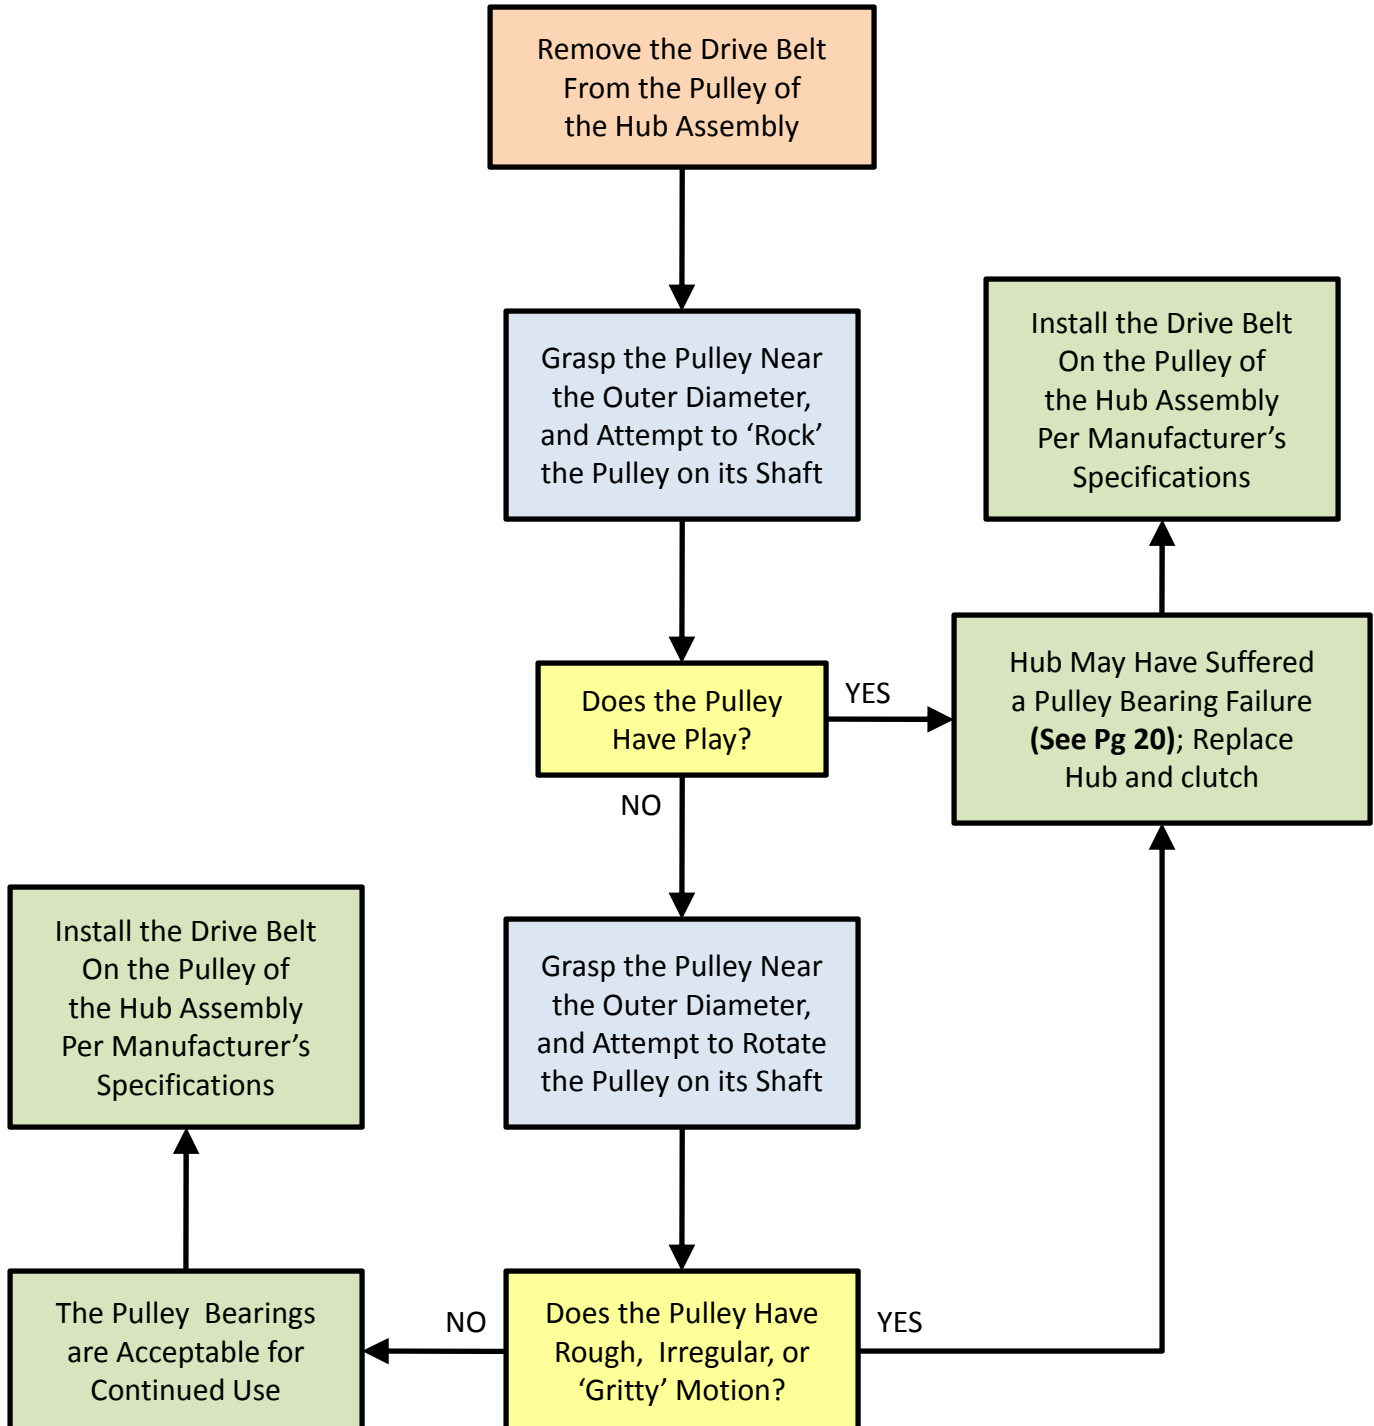 Remove the Drive Belt
From the Pulley of
the Hub Assembly
Grasp the Pulley Near
the Outer Diameter,
and Attempt to ‘Rock’
the Pulley on its Shaft
Install the Drive Belt
On the Pulley of
the Hub Assembly
Per Manufacturer’s
Specifications
Does the Pulley
Have Play?
YES
Hub May Have Suffered
a Pulley Bearing Failure
(See Pg 20); Replace
Hub and clutch
NO
Install the Drive Belt
On the Pulley of
the Hub Assembly
Per Manufacturer’s
Specifications
Grasp the Pulley Near
the Outer Diameter,
and Attempt to Rotate
the Pulley on its Shaft
The Pulley Bearings
are Acceptable for
Continued Use
NO
Does the Pulley Have
Rough, Irregular, or
‘Gritty’ Motion?
YES